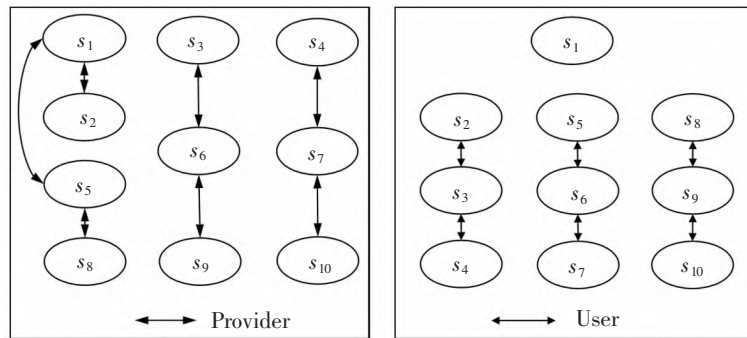 s1 s3 s4
s2
s6 s7
s5
s8 s9 s10
Provider
s1
s2 s5 s8
s3 s6 s9
s4 s7 s10
User